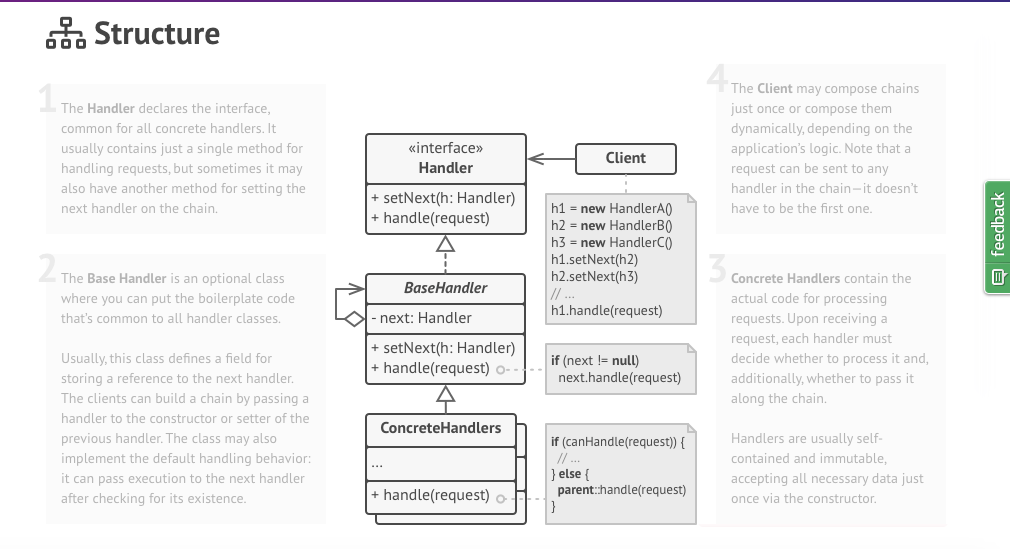 Structure
1
The Handler declares the interface,
common for all concrete handlers. It
usually contains just a single method for
handling requests, but sometimes it may
also have another method for setting the
next handler on the chain.
2
The Base Handler is an optional class
where you can put the boilerplate code
that's common to all handler classes.
Usually, this class defines a field for
storing a reference to the next handler.
The clients can build a chain by passing a
handler to the constructor or setter of the
previous handler. The class may also
implement the default handling behavior:
it can pass execution to the next handler
after checking for its existence.
«interface»
Handler
+ setNext(h: Handler)
+ handle(request)
BaseHandler
- next: Handler
+ setNext(h: Handler)
+ handle(request)
ConcreteHandlers
...
+ handle(request)
Client
h1 = new HandlerA()
h2 = new HandlerB()
h3 = new HandlerC()
h1.setNext(h2)
h2.setNext(h3)
// ...
h1.handle(request)
if (next != null)
next.handle(request)
if (canHandle(request)) {
// ...
} else {
parent::handle(request)
}
4
The Client may compose chains
just once or compose them
dynamically, depending on the
application's logic. Note that a
request can be sent to any
handler in the chain—it doesn't
have to be the first one.
3
Concrete Handlers contain the
actual code for processing
requests. Upon receiving a
request, each handler must
decide whether to process it and,
additionally, whether to pass it
along the chain.
Handlers are usually self-
contained and immutable,
accepting all necessary data just
once via the constructor.
feedback